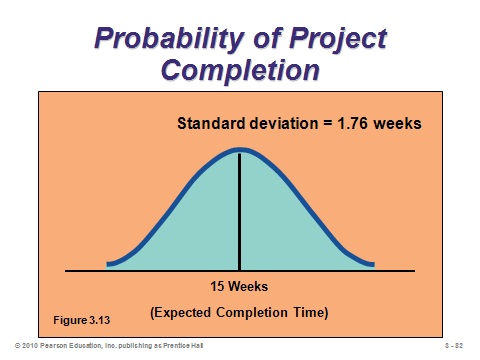 Probability of Project
Completion
Standard deviation = 1.76 weeks
15 Weeks
(Expected Completion Time)
Figure 3.13
© 2010 Pearson Education, Inc. publishing as Prentice Hall
3 - 82